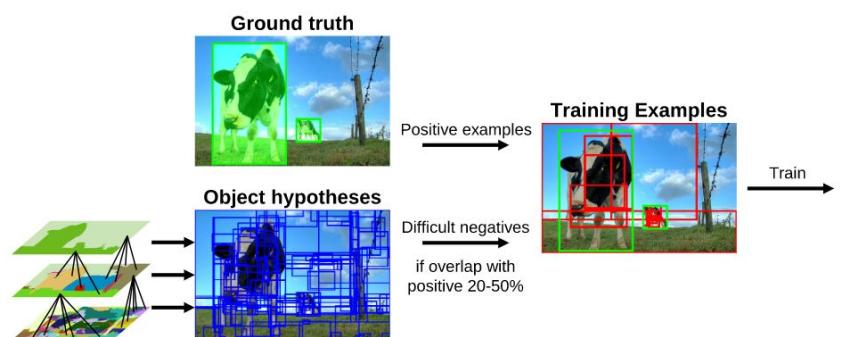 Ground truth
Positive examples
Training Examples
Train
Object hypotheses
Difficult negatives
if overlap with
positive 20-50%